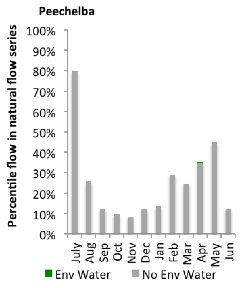 Peechelba
Percentile flow in natural flow series
100%
90%
80%
70%
60%
50%
40%
30%
20%
10%
0%
July Aug Sep Oct Nov Dec Jan Feb Mar Apr May Jun
Env Water No Env Water